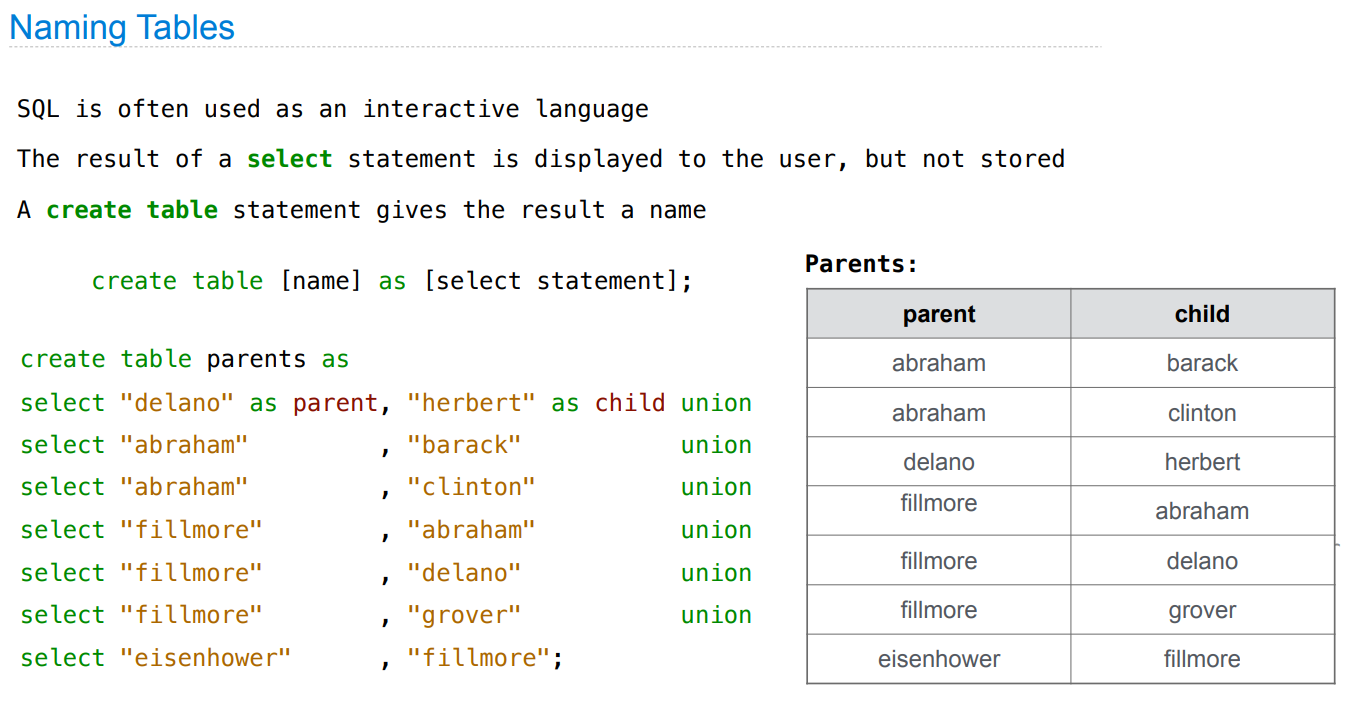 Naming Tables
SQL is often used as an interactive language
The result of a select statement is displayed to the user, but not stored
A create table statement gives the result a name
create table [name] as [select statement];
create table parents as
select "delano" as parent, "herbert" as child union
select "abraham" , "barack" union
select "abraham" , "clinton" union
select "fillmore" , "abraham" union
select "fillmore" , "delano" union
select "fillmore" , "grover" union
select "eisenhower" , "fillmore";
Parents:
parent child
abraham barack
abraham clinton
delano herbert
fillmore abraham
fillmore delano
fillmore grover
eisenhower fillmore